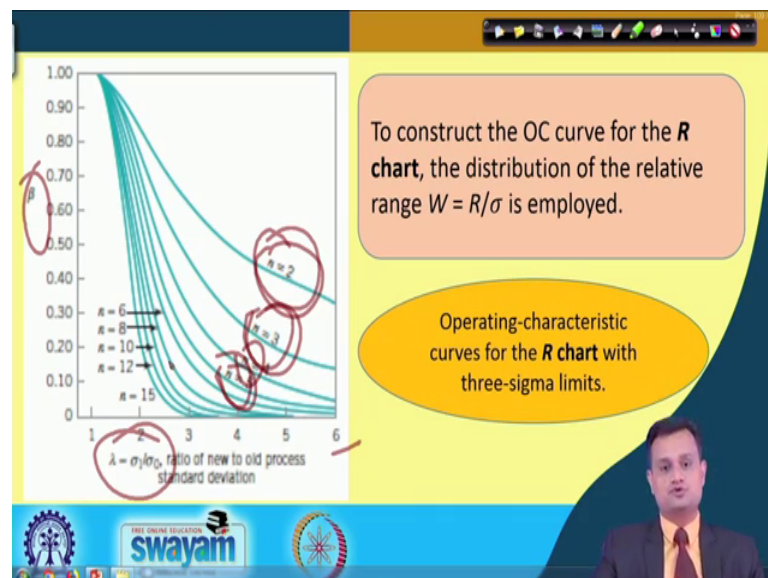 1.00
0.90
0.80
0.70
β
0.60
0.50
0.40
0.30
0.20
0.10
0
n = 2
n = 3
n = 6
n = 8
n = 10
n = 12
n = 15
1 2 3 4 5 6
λ = σ1/σ0, ratio of new to old process
standard deviation
To construct the OC curve for the R
chart, the distribution of the relative
range W = R/σ is employed.
Operating-characteristic
curves for the R chart with
three-sigma limits.
FREE ONLINE EDUCATION
swayam